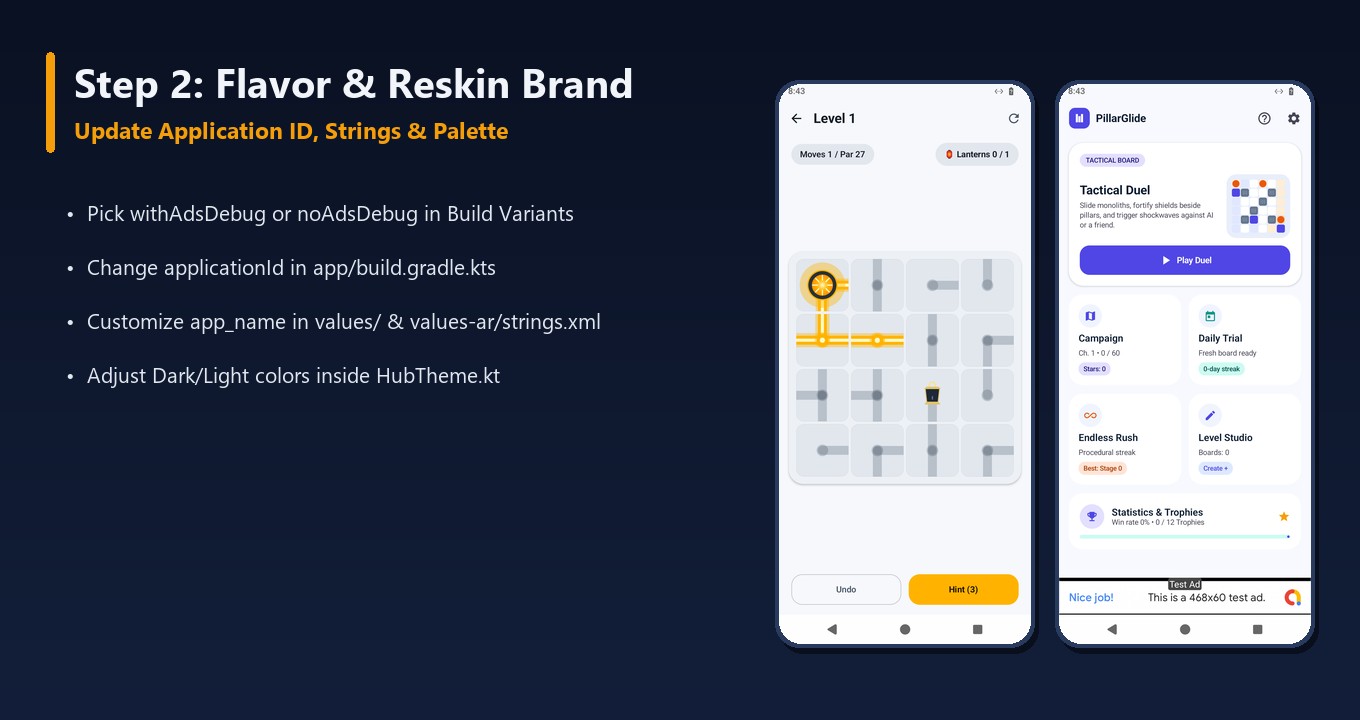 Step 2: Flavor & Reskin Brand
Update Application ID, Strings & Palette
• Pick withAdsDebug or noAdsDebug in Build Variants
• Change applicationId in app/build.gradle.kts
• Customize app_name in values/ & values-ar/strings.xml
• Adjust Dark/Light colors inside HubTheme.kt
8:43
Level 1
Moves 1 / Par 27
Lanterns 0 / 1
Undo
Hint (3)
8:43
PillarGlide
TACTICAL BOARD
Tactical Duel
Slide monoliths, fortify shields beside
pillars, and trigger shockwaves against AI
or a friend.
Play Duel
Campaign
Ch. 1 • 0 / 60
Stars: 0
Daily Trial
Fresh board ready
0-day streak
Endless Rush
Procedural streak
Best: Stage 0
Level Studio
Boards: 0
Create +
Statistics & Trophies
Win rate 0% • 0 / 12 Trophies
Test Ad
Nice job!
This is a 468x60 test ad.